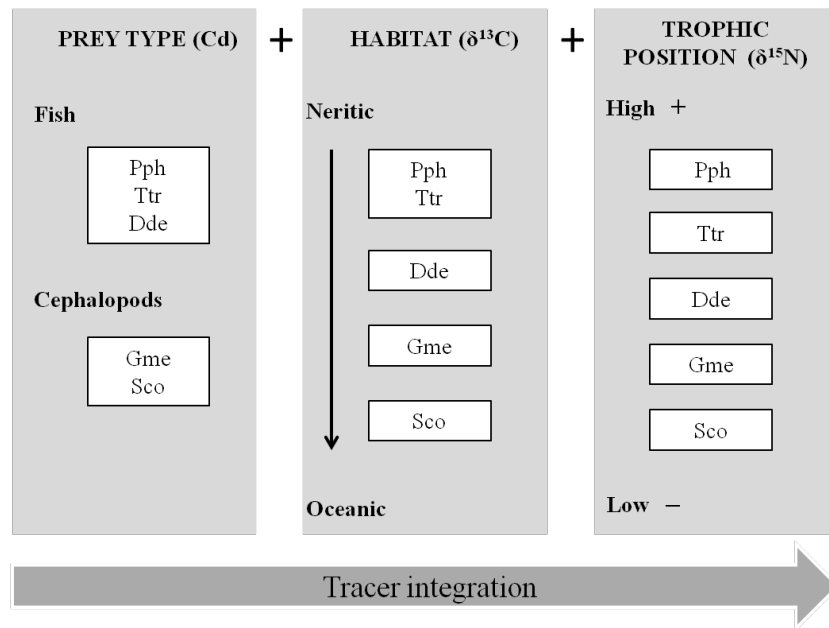 PREY TYPE (Cd)
Fish
Pph
Ttr
Dde
Cephalopods
Gme
Sco
+
HABITAT (δ¹³C)
Neritic
Pph
Ttr
Dde
Gme
Sco
Oceanic
+
TROPHIC
POSITION (δ¹⁵N)
High +
Pph
Ttr
Dde
Gme
Sco
Low −
Tracer integration